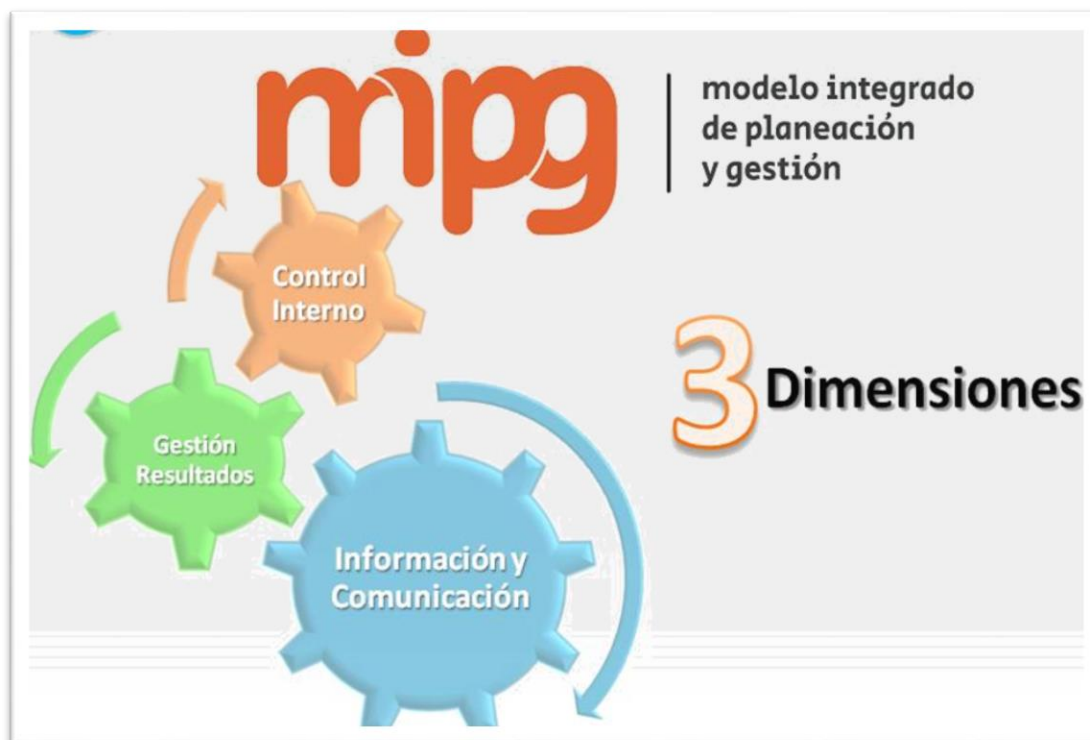 mipg
modelo integrado
de planeación
y gestión
Control
Interno
3 Dimensiones
Gestión
Resultados
Información y
Comunicación